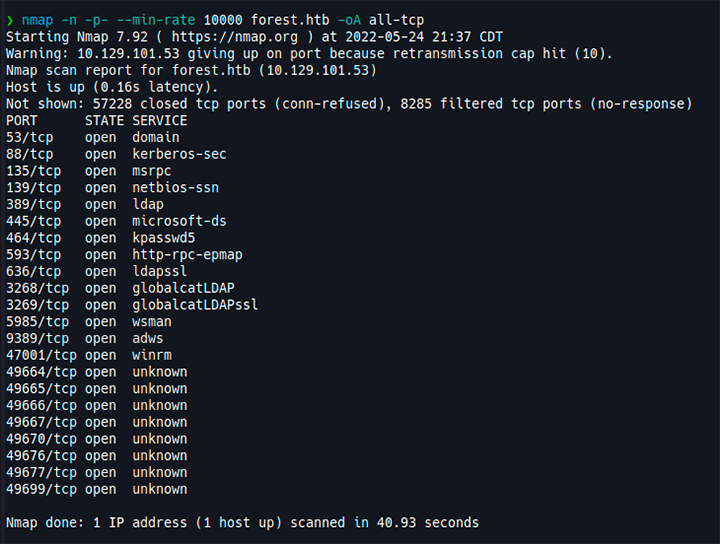 ❯ nmap -n -p- --min-rate 10000 forest.htb -oA all-tcp
Starting Nmap 7.92 ( https://nmap.org ) at 2022-05-24 21:37 CDT
Warning: 10.129.101.53 giving up on port because retransmission cap hit (10).
Nmap scan report for forest.htb (10.129.101.53)
Host is up (0.16s latency).
Not shown: 57228 closed tcp ports (conn-refused), 8285 filtered tcp ports (no-response)
PORT      STATE SERVICE
53/tcp    open  domain
88/tcp    open  kerberos-sec
135/tcp   open  msrpc
139/tcp   open  netbios-ssn
389/tcp   open  ldap
445/tcp   open  microsoft-ds
464/tcp   open  kpasswd5
593/tcp   open  http-rpc-epmap
636/tcp   open  ldapssl
3268/tcp  open  globalcatLDAP
3269/tcp  open  globalcatLDAPssl
5985/tcp  open  wsman
9389/tcp  open  adws
47001/tcp open  winrm
49664/tcp open  unknown
49665/tcp open  unknown
49666/tcp open  unknown
49667/tcp open  unknown
49670/tcp open  unknown
49676/tcp open  unknown
49677/tcp open  unknown
49699/tcp open  unknown
Nmap done: 1 IP address (1 host up) scanned in 40.93 seconds